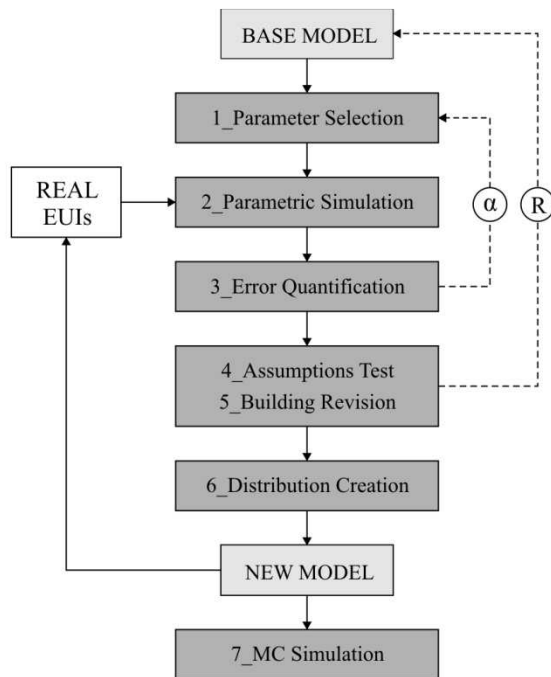 BASE MODEL
1_Parameter Selection
REAL
EUIs
2_Parametric Simulation
α
R
3_Error Quantification
4_Assumptions Test
5_Building Revision
6_Distribution Creation
NEW MODEL
7_MC Simulation